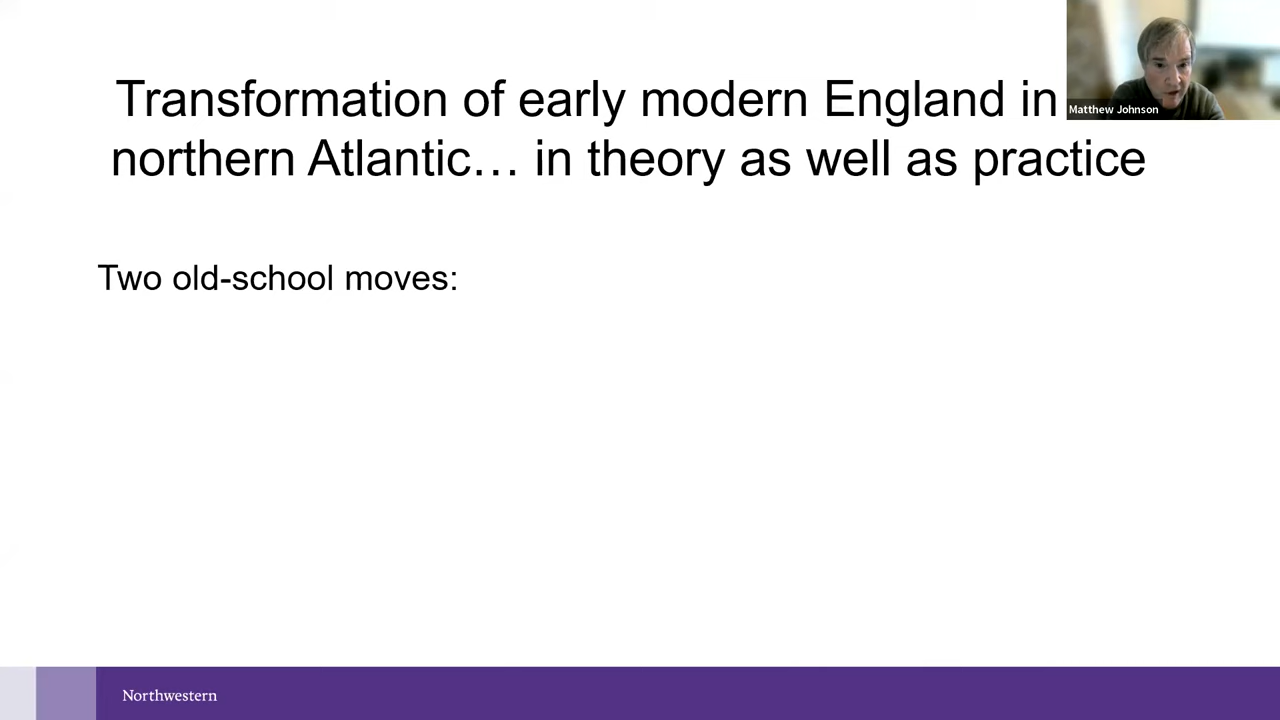 Transformation of early modern England in
northern Atlantic… in theory as well as practice
Matthew Johnson
Two old-school moves:
Northwestern